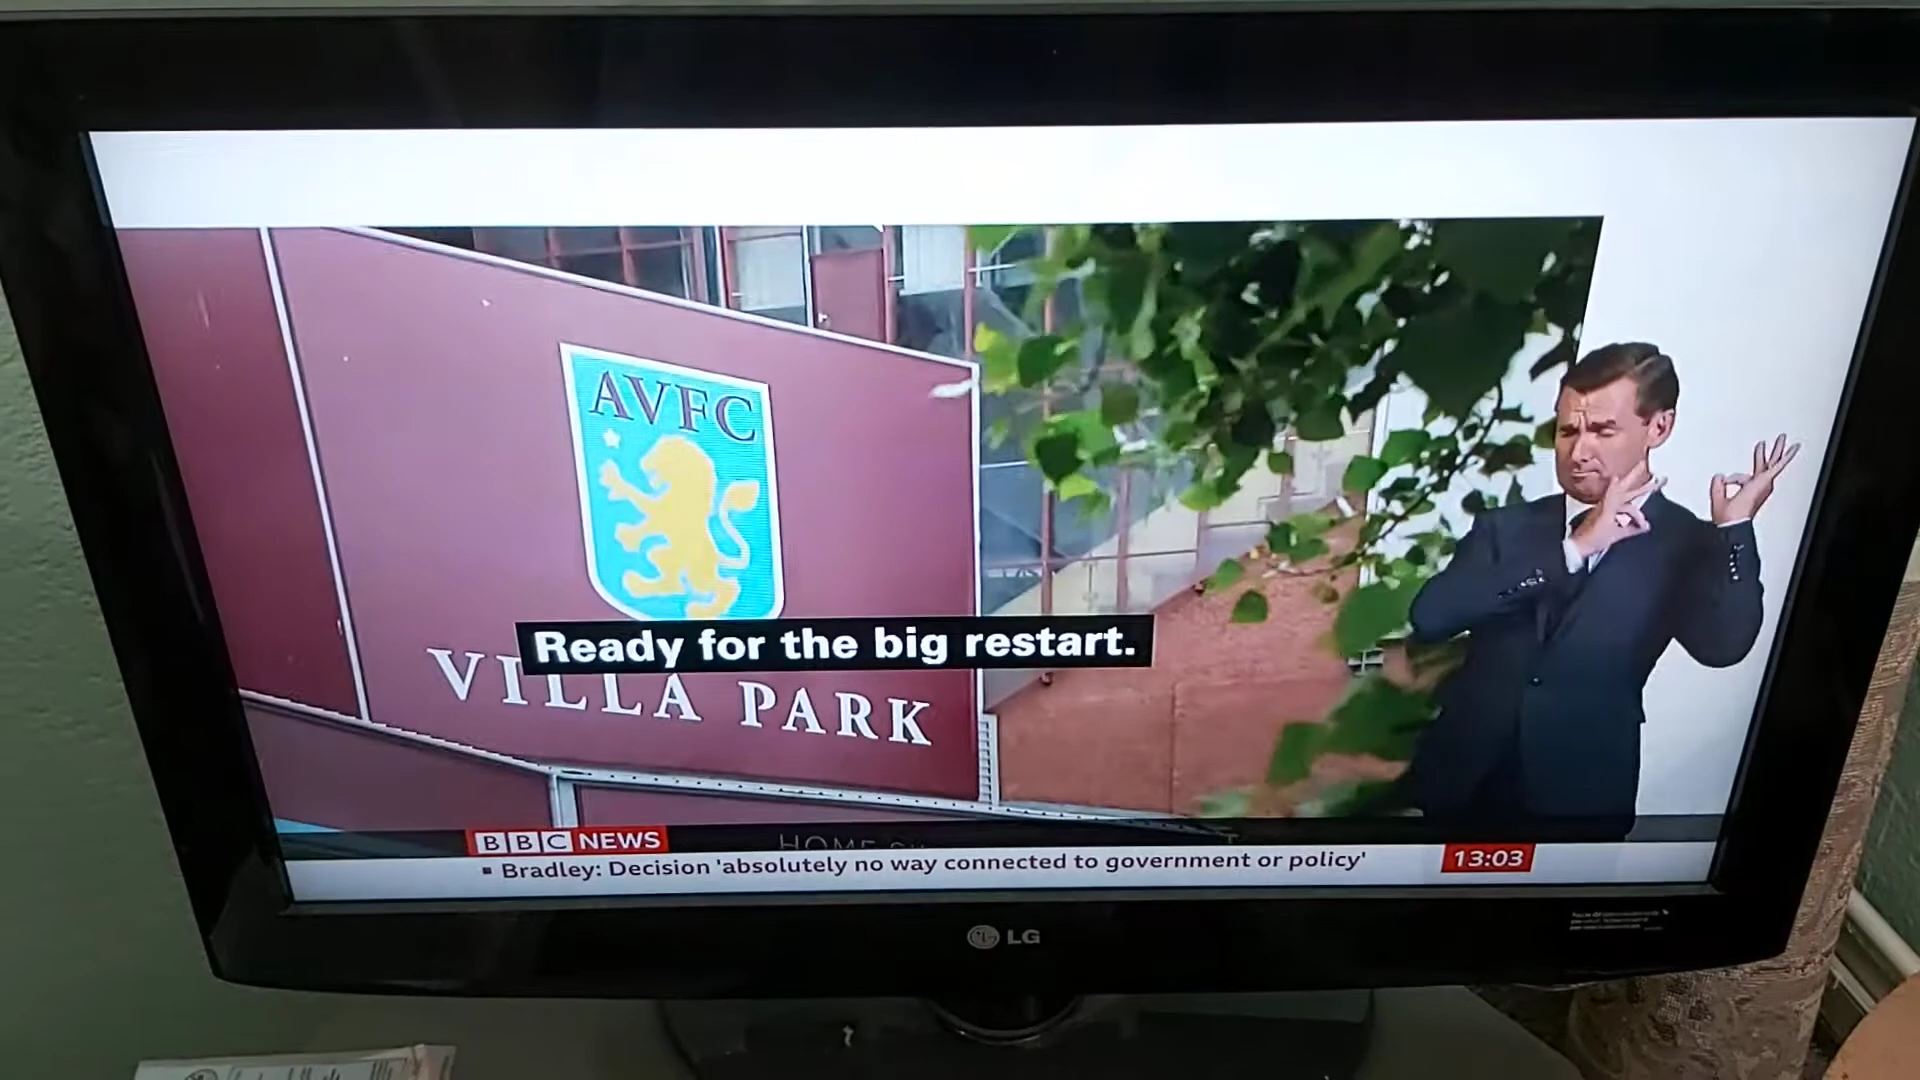 AVFC
Ready for the big restart.
VILLA PARK
BBC NEWS
HOME
▪ Bradley: Decision 'absolutely no way connected to government or policy'
13:03
LG